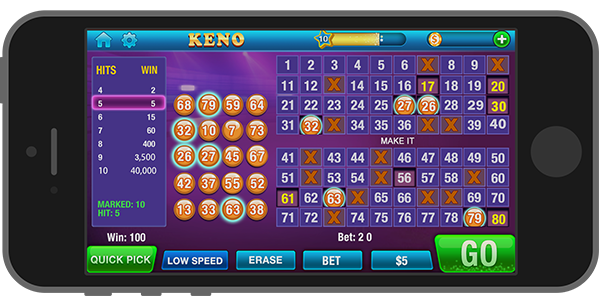 KENO
10
$
HITS WIN
4 2
5 5
6 15
7 60
8 400
9 3,500
10 40,000
MARKED: 10
HIT: 5
68 79 59 64
32 10 7 73
26 27 45 67
42 35 52 55
13 33 63 38
1 2 3 4 5 6 X 8 9 X
11 12 X 14 15 16 17 18 19 20
21 22 23 24 25 27 26 28 29 30
31 32 X 34 35 36 X X 39 40
MAKE IT
41 X 43 44 X 46 47 48 49 50
51 X 53 54 X 56 X 58 59 60
61 62 63 X 65 66 X X 69 70
71 72 X 74 75 76 77 78 79 80
Win: 100
Bet: 2 0
QUICK PICK
LOW SPEED
ERASE
BET
$5
GO